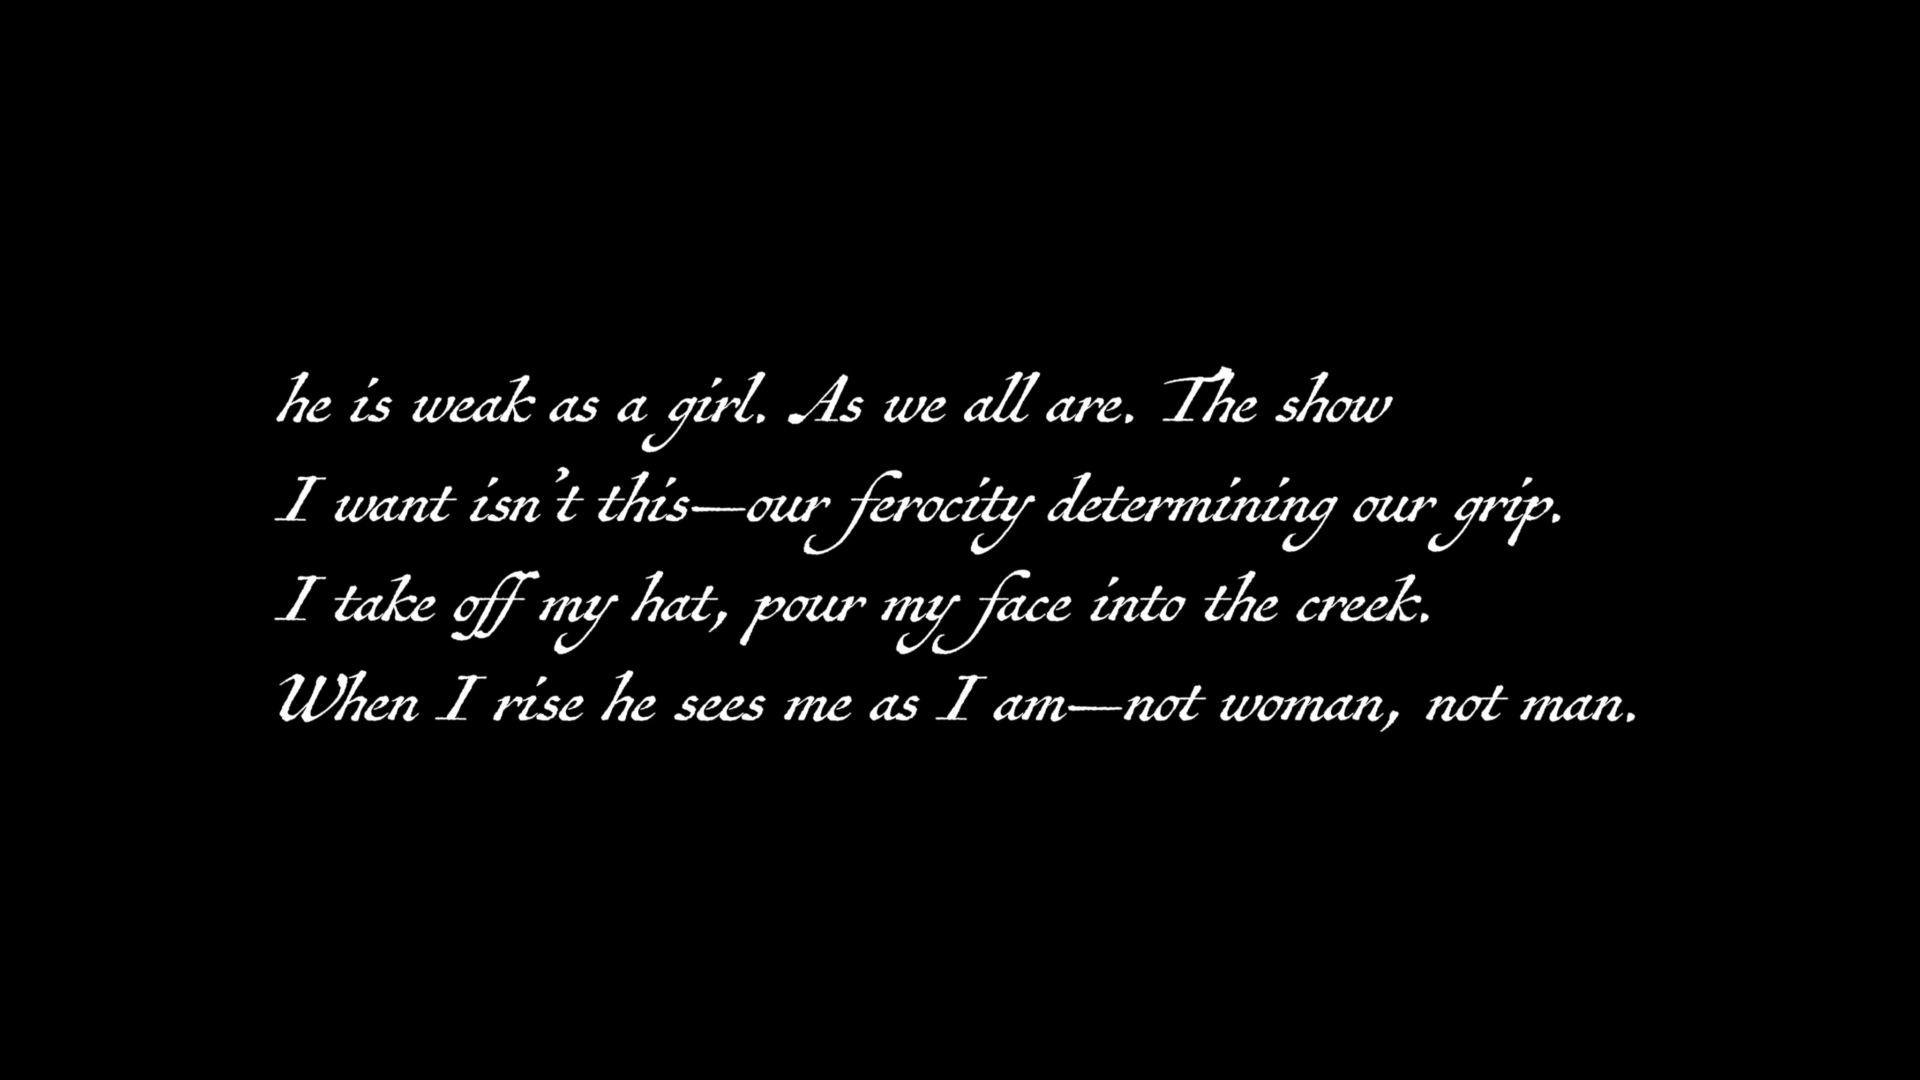 he is weak as a girl. As we all are. The show
I want isn't this—our ferocity determining our grip.
I take off my hat, pour my face into the creek.
When I rise he sees me as I am—not woman, not man.